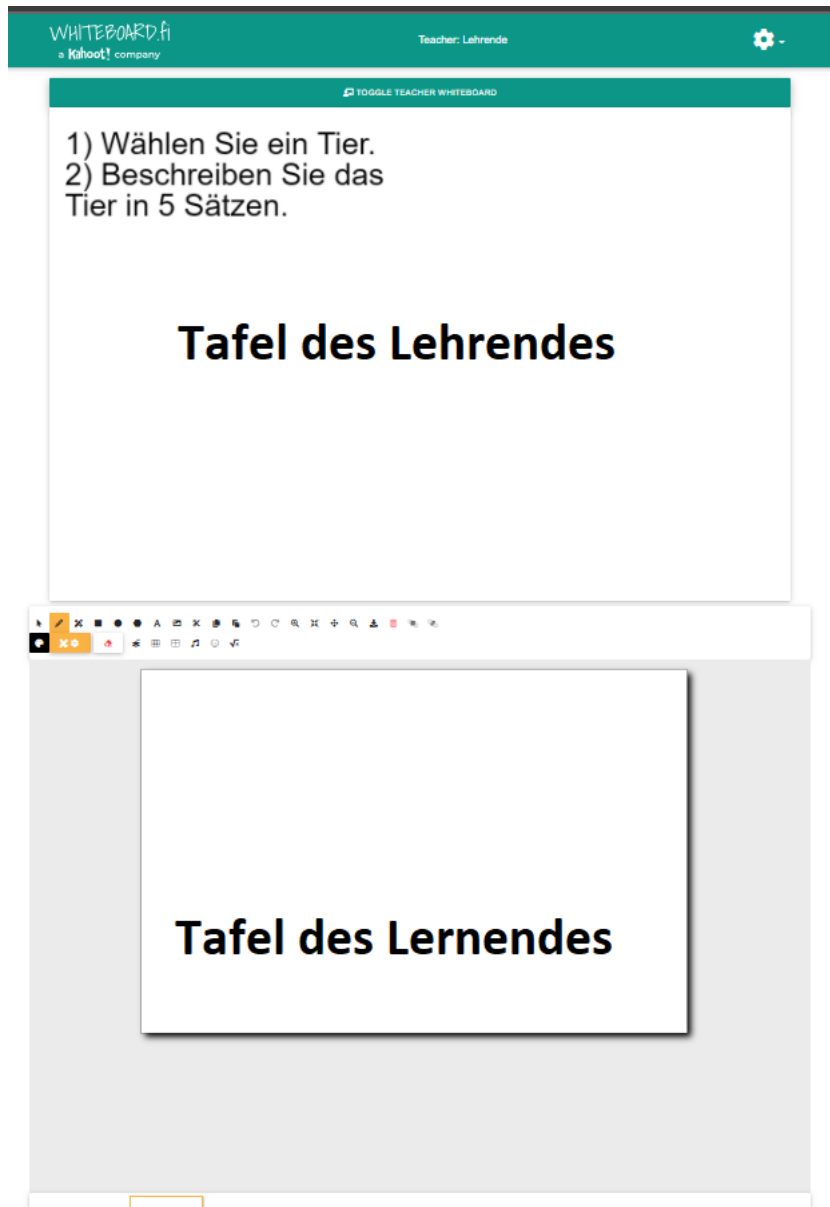 WHITEBOARD.fi
a Kahoot! company
Teacher: Lehrende
TOGGLE TEACHER WHITEBOARD
1) Wählen Sie ein Tier.
2) Beschreiben Sie das
Tier in 5 Sätzen.
Tafel des Lehrendes
A
Tafel des Lernendes